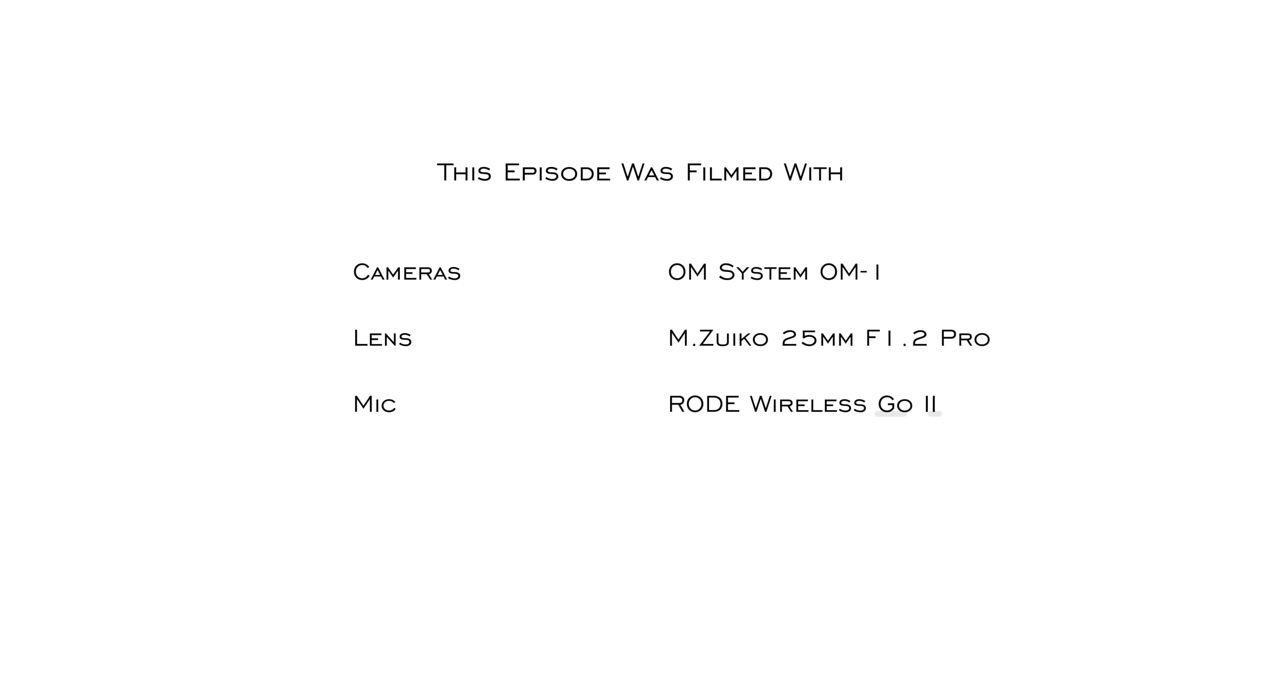 This Episode Was Filmed With
Cameras OM System OM-1
Lens M.Zuiko 25mm F1.2 Pro
Mic RODE Wireless Go II